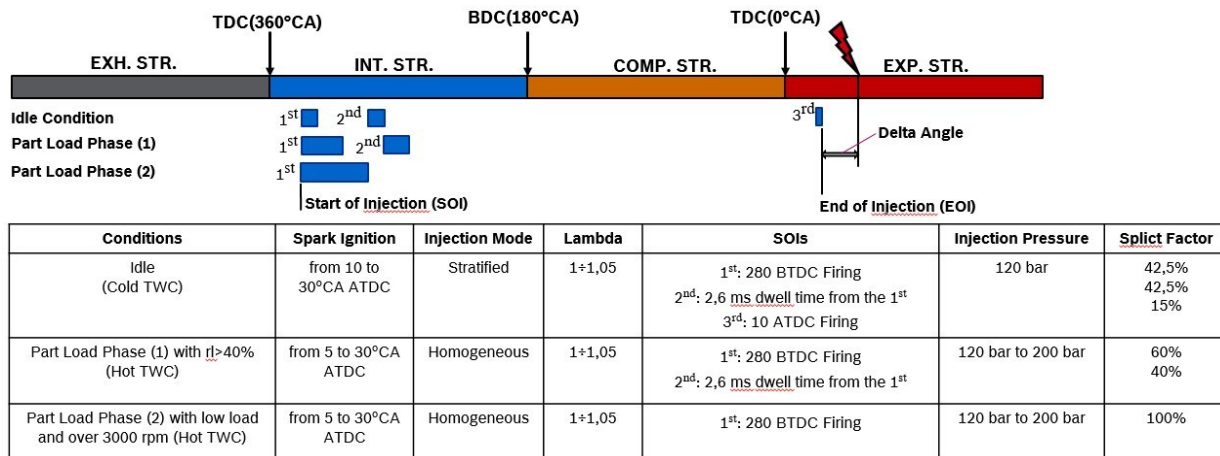 TDC(360°CA)
BDC(180°CA)
TDC(0°CA)
EXH. STR.
INT. STR.
COMP. STR.
EXP. STR.
Idle Condition
1st
2nd
3rd
Part Load Phase (1)
1st
2nd
Delta Angle
Part Load Phase (2)
1st
Start of Injection (SOI)
End of Injection (EOI)
Conditions
Spark Ignition
Injection Mode
Lambda
SOIs
Injection Pressure
Splict Factor
Idle
(Cold TWC)
from 10 to
30°CA ATDC
Stratified
1÷1,05
1st: 280 BTDC Firing
2nd: 2,6 ms dwell time from the 1st
3rd: 10 ATDC Firing
120 bar
42,5%
42,5%
15%
Part Load Phase (1) with rl>40%
(Hot TWC)
from 5 to 30°CA
ATDC
Homogeneous
1÷1,05
1st: 280 BTDC Firing
2nd: 2,6 ms dwell time from the 1st
120 bar to 200 bar
60%
40%
Part Load Phase (2) with low load
and over 3000 rpm (Hot TWC)
from 5 to 30°CA
ATDC
Homogeneous
1÷1,05
1st: 280 BTDC Firing
120 bar to 200 bar
100%